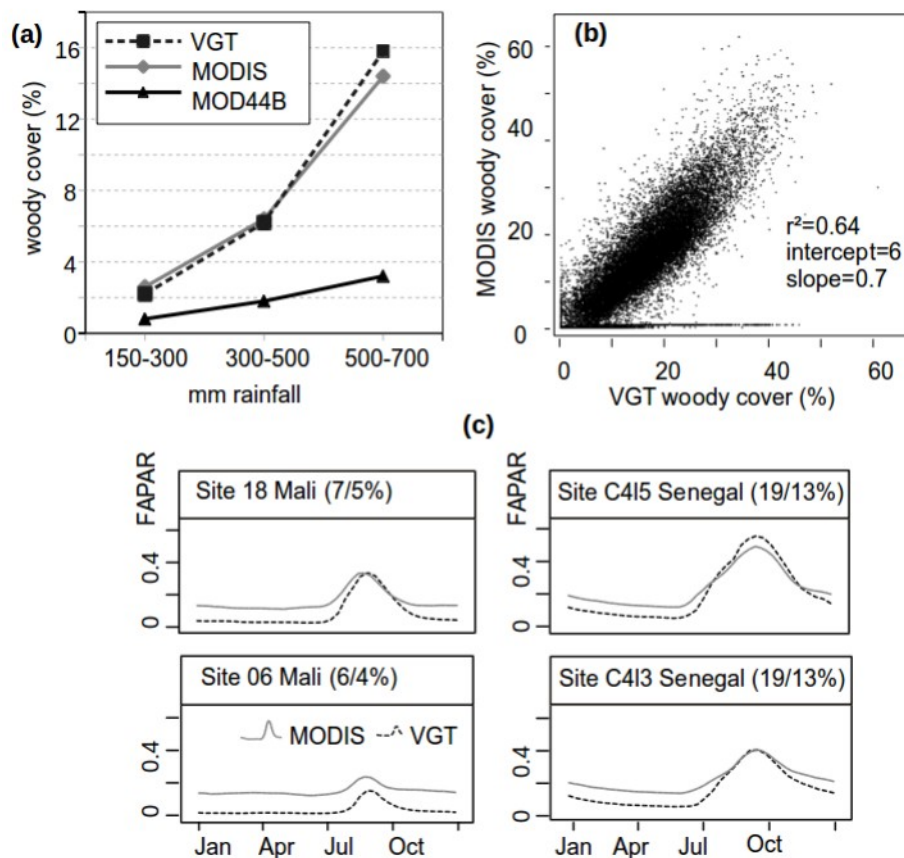 (a)
VGT
MODIS
MOD44B
woody cover (%)
16
12
8
4
0
150-300
300-500
500-700
mm rainfall
(b)
MODIS woody cover (%)
60
40
20
0
r²=0.64
intercept=6
slope=0.7
0
20
40
60
VGT woody cover (%)
(c)
FAPAR
Site 18 Mali (7/5%)
0.4
0
FAPAR
Site C4I5 Senegal (19/13%)
0.4
0
Site 06 Mali (6/4%)
MODIS
VGT
0.4
0
Jan
Apr
Jul
Oct
Site C4I3 Senegal (19/13%)
0.4
0
Jan
Apr
Jul
Oct